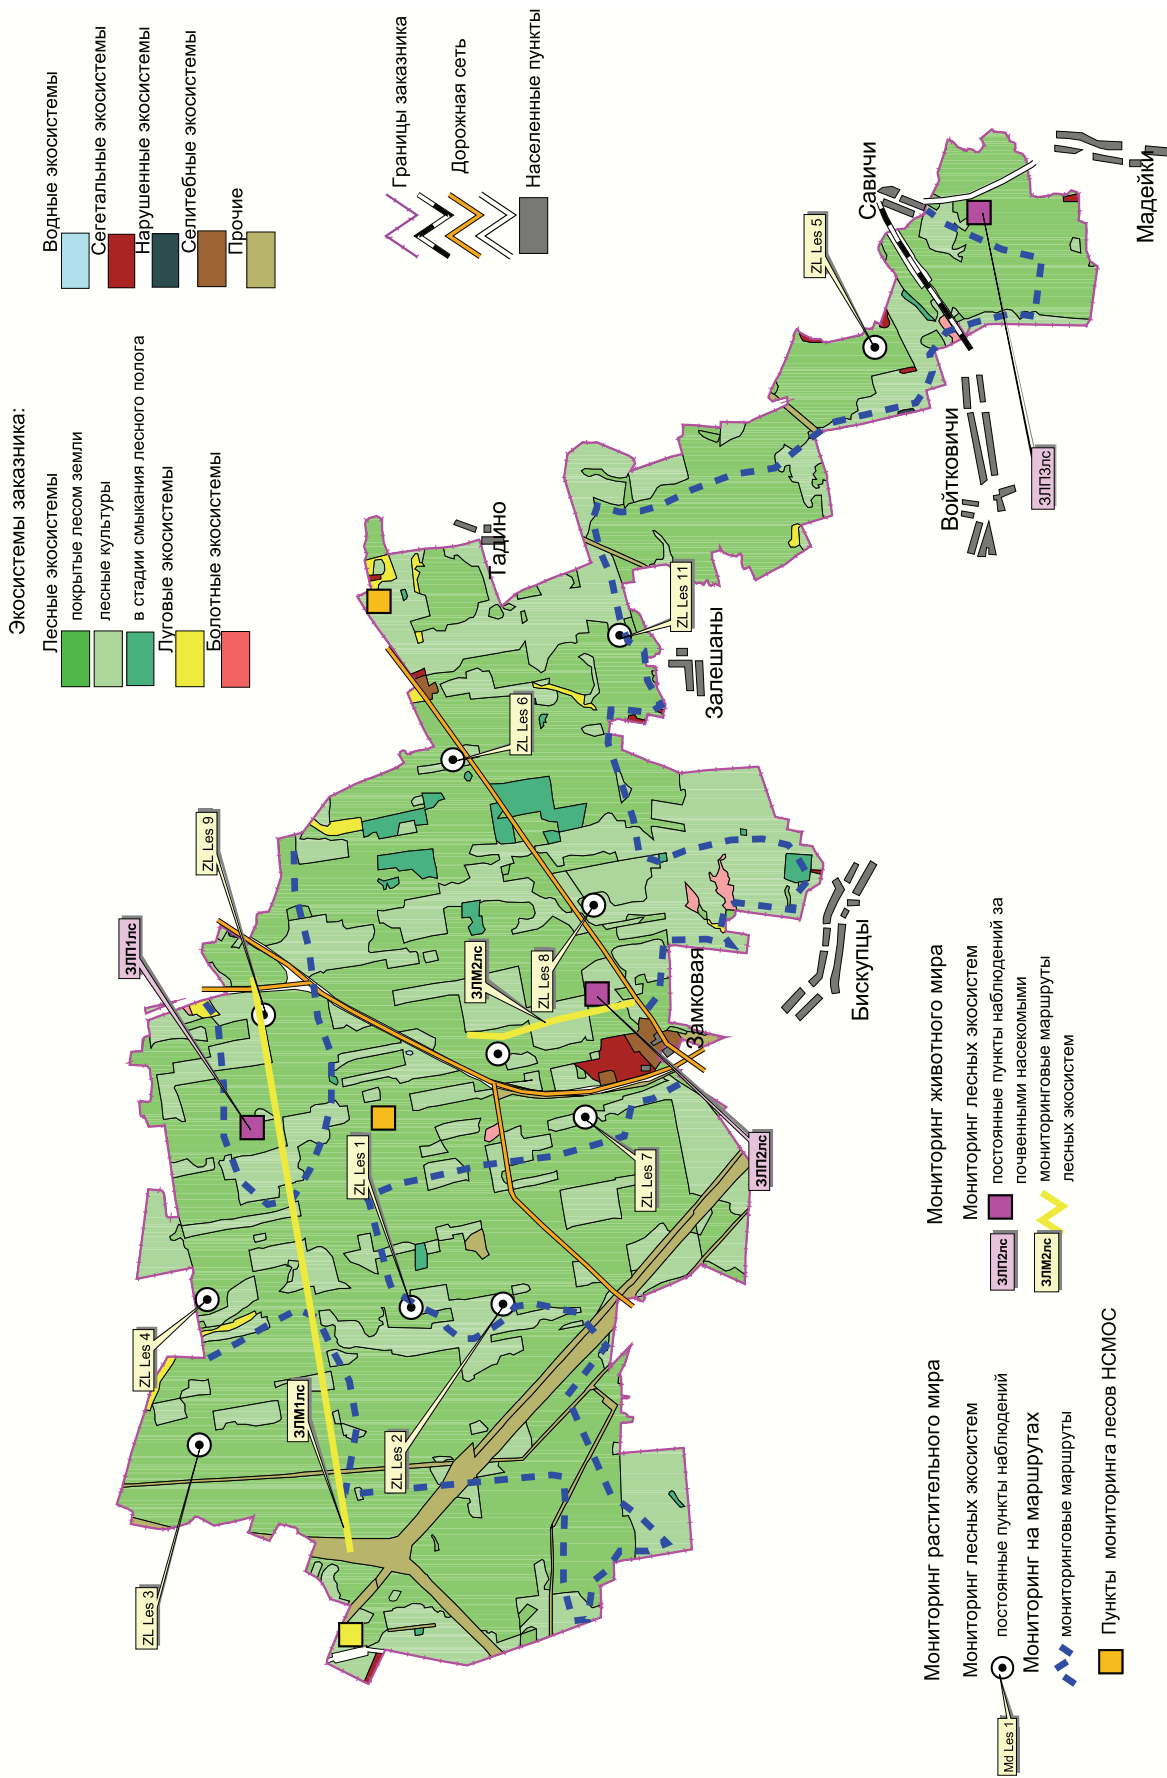 Экосистемы заказника:
Лесные экосистемы
покрытые лесом земли
лесные культуры
в стадии смыкания лесного полога
Луговые экосистемы
Болотные экосистемы
Водные экосистемы
Сегетальные экосистемы
Нарушенные экосистемы
Селитебные экосистемы
Прочие
Границы заказника
Дорожная сеть
Населенные пункты
ZL Les 3
ZL Les 4
ЗЛП1лс
ZL Les 9
ЗЛМ1лс
ZL Les 1
ZL Les 2
ЗЛМ2лс
ZL Les 8
ZL Les 6
ZL Les 7
ЗЛП2лс
ZL Les 11
ZL Les 5
ЗЛП3лс
Тадино
Залешаны
Замковая
Бискупцы
Войтковичи
Савичи
Мадейки
Мониторинг растительного мира
Мониторинг лесных экосистем
Md Les 1
постоянные пункты наблюдений
Мониторинг на маршрутах
мониторинговые маршруты
Пункты мониторинга лесов НСМОС
Мониторинг животного мира
Мониторинг лесных экосистем
ЗЛП2лс
постоянные пункты наблюдений за
почвенными насекомыми
ЗЛМ2лс
мониторинговые маршруты
лесных экосистем